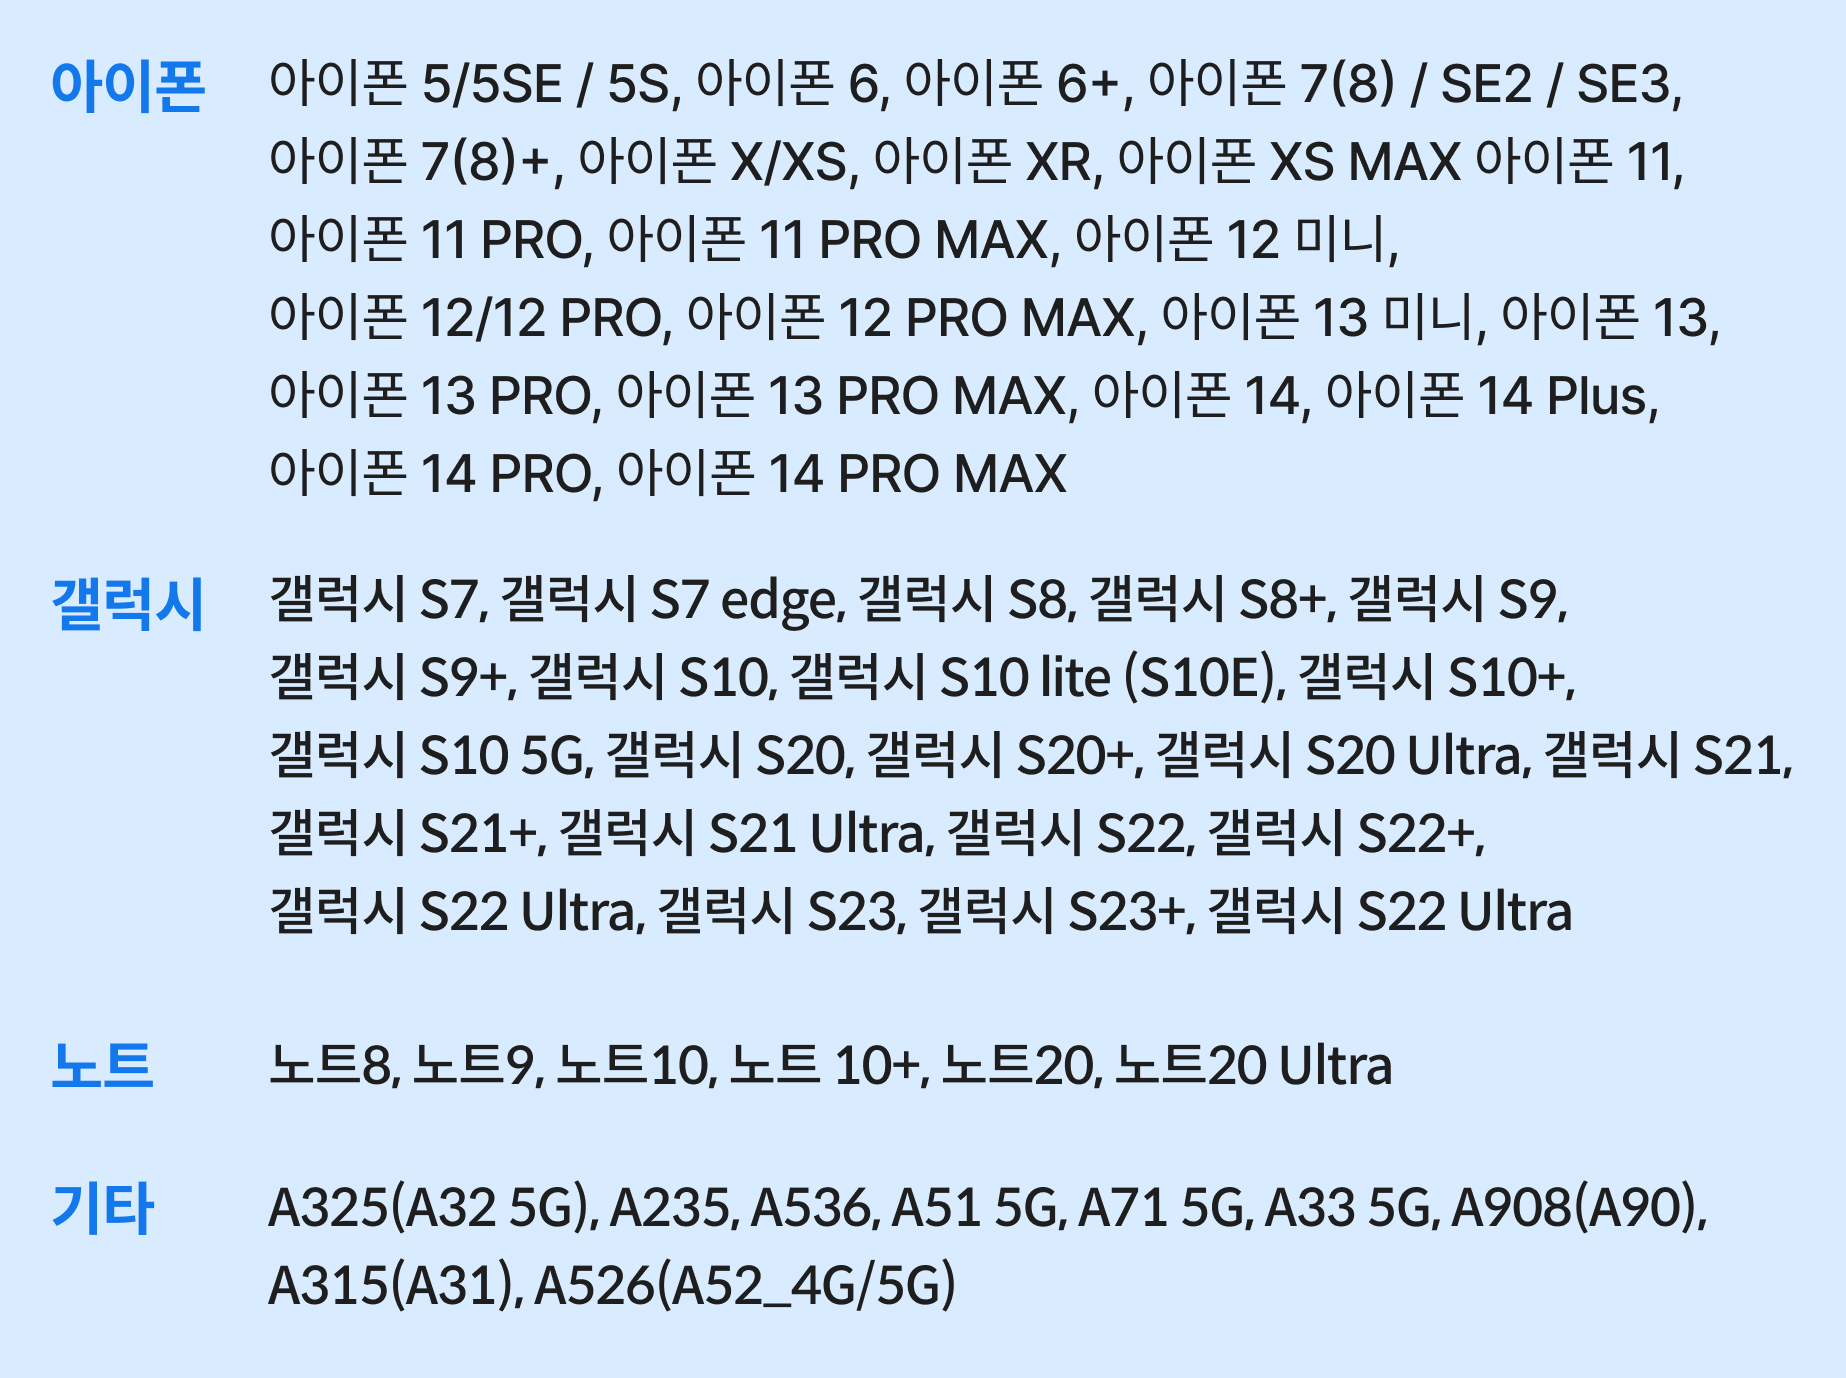 아이폰 아이폰 5/5SE / 5S, 아이폰 6, 아이폰 6+, 아이폰 7(8) / SE2 / SE3,
아이폰 7(8)+, 아이폰 X/XS, 아이폰 XR, 아이폰 XS MAX 아이폰 11,
아이폰 11 PRO, 아이폰 11 PRO MAX, 아이폰 12 미니,
아이폰 12/12 PRO, 아이폰 12 PRO MAX, 아이폰 13 미니, 아이폰 13,
아이폰 13 PRO, 아이폰 13 PRO MAX, 아이폰 14, 아이폰 14 Plus,
아이폰 14 PRO, 아이폰 14 PRO MAX
갤럭시 갤럭시 S7, 갤럭시 S7 edge, 갤럭시 S8, 갤럭시 S8+, 갤럭시 S9,
갤럭시 S9+, 갤럭시 S10, 갤럭시 S10 lite (S10E), 갤럭시 S10+,
갤럭시 S10 5G, 갤럭시 S20, 갤럭시 S20+, 갤럭시 S20 Ultra, 갤럭시 S21,
갤럭시 S21+, 갤럭시 S21 Ultra, 갤럭시 S22, 갤럭시 S22+,
갤럭시 S22 Ultra, 갤럭시 S23, 갤럭시 S23+, 갤럭시 S22 Ultra
노트 노트8, 노트9, 노트10, 노트 10+, 노트20, 노트20 Ultra
기타 A325(A32 5G), A235, A536, A51 5G, A71 5G, A33 5G, A908(A90),
A315(A31), A526(A52_4G/5G)